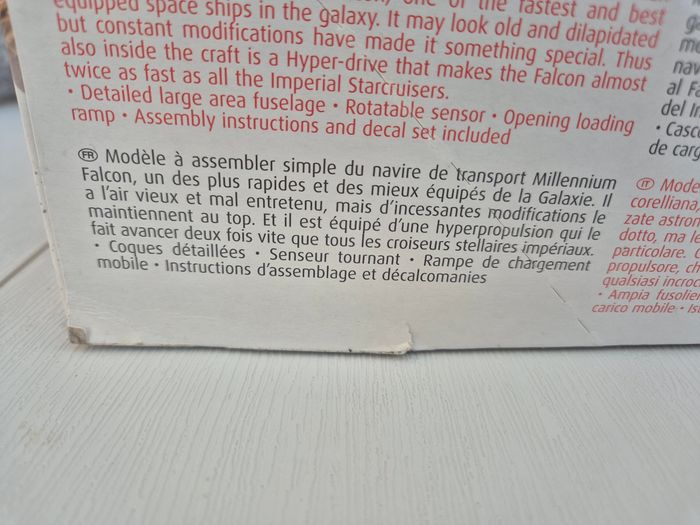 equipped space ships in the galaxy. It may look old and dilapidated
but constant modifications have made it something special. Thus
also inside the craft is a Hyper-drive that makes the Falcon almost
twice as fast as all the Imperial Starcruisers.
• Detailed large area fuselage • Rotatable sensor • Opening loading
ramp • Assembly instructions and decal set included
FR Modèle à assembler simple du navire de transport Millennium
Falcon, un des plus rapides et des mieux équipés de la Galaxie. Il
a l'air vieux et mal entretenu, mais d'incessantes modifications le
maintiennent au top. Et il est équipé d'une hyperpropulsion qui le
fait avancer deux fois vite que tous les croiseurs stellaires impériaux.
• Coques détaillées • Senseur tournant • Rampe de chargement
mobile • Instructions d'assemblage et décalcomanies
al
del
• Casc
de carg
IT Mode
corelliana,
zate astron
dotto, ma le
particolare. C
propulsore, ch
qualsiasi incroc
• Ampia fusolie
carico mobile • Ist